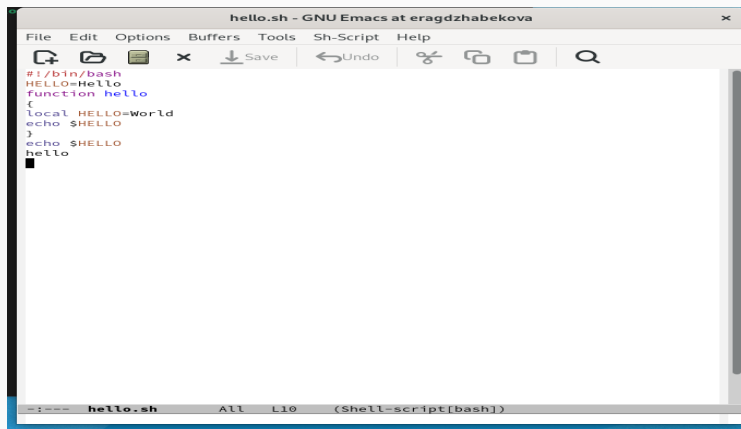 hello.sh - GNU Emacs at eragdzhabekova ×
File Edit Options Buffers Tools Sh-Script Help
Save Undo
#!/bin/bash
HELLO=Hello
function hello
{
local HELLO=World
echo $HELLO
}
echo $HELLO
hello
-:--- hello.sh All L10 (Shell-script[bash])